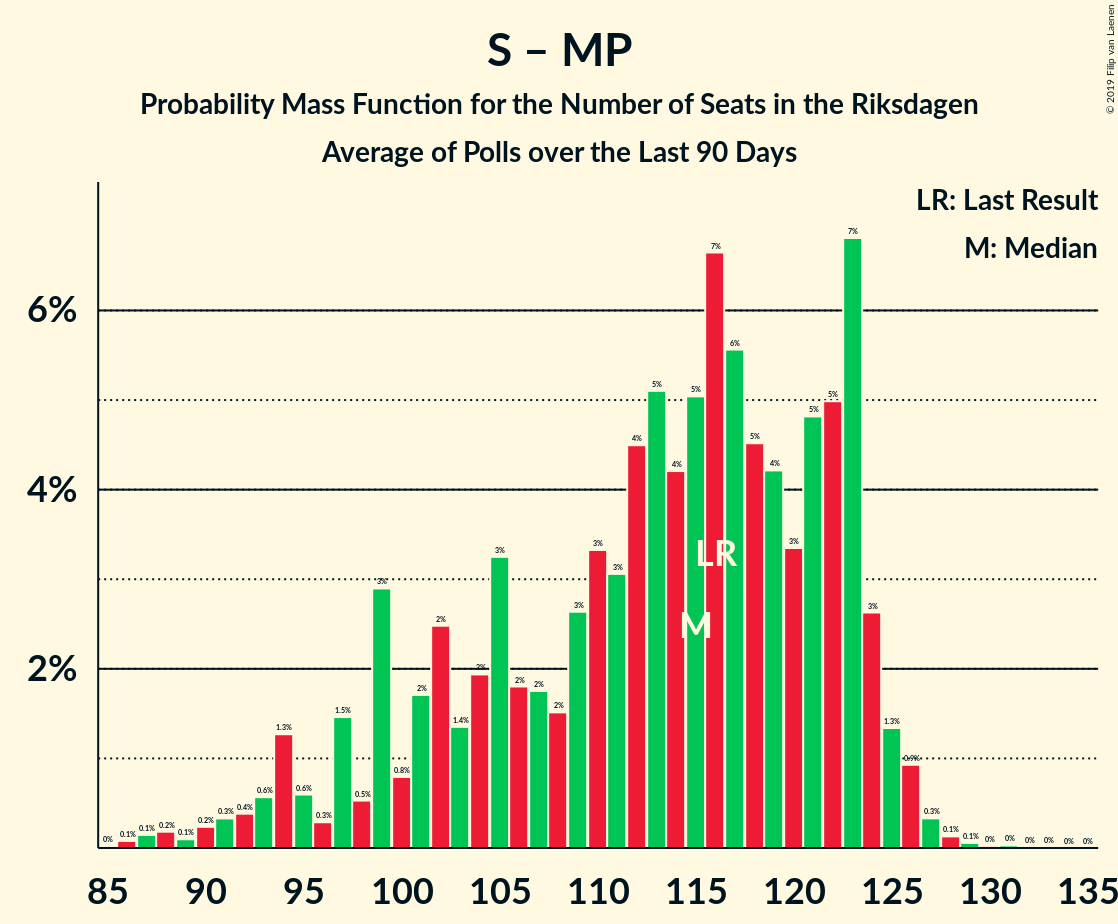 S – MP
Probability Mass Function for the Number of Seats in the Riksdagen
Average of Polls over the Last 90 Days
© 2019 Filip van Laenen
LR: Last Result
M: Median
6%
4%
2%
0% 0.1% 0.1% 0.2% 0.1% 0.2% 0.3% 0.4% 0.6% 1.3% 0.6% 0.3% 1.5% 0.5% 3% 0.8% 2% 2% 1.4% 2% 3% 2% 2% 2% 3% 3% 3% 4% 5% 4% 5% 7% 6% 5% 4% 3% 5% 5% 7% 3% 1.3% 0.9% 0.3% 0.1% 0.1% 0% 0% 0% 0% 0% 0%
LR
M
85 90 95 100 105 110 115 120 125 130 135